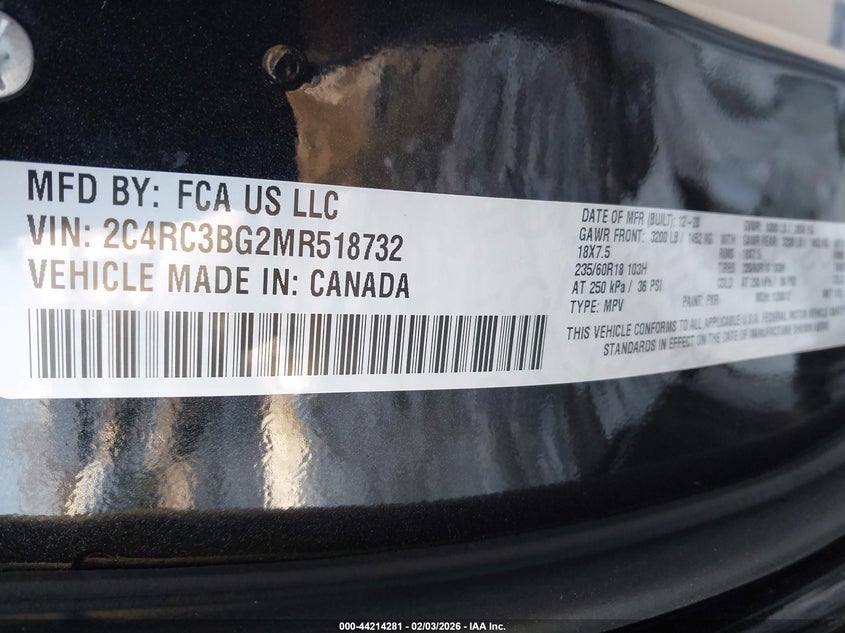 MFD BY: FCA US LLC
VIN: 2C4RC3BG2MR518732
VEHICLE MADE IN: CANADA
DATE OF MFR (BUILT): 12-20
GAWR FRONT: 3200 LB / 1452 KG WITH
18X7.5
235/60R18 103H
AT 250 kPa / 36 PSI
TYPE: MPV PAINT: PXR
THIS VEHICLE CONFORMS TO ALL APPLICABLE U.S.A. FEDERAL MOTOR VEHICLE
STANDARDS IN EFFECT ON THE DATE OF MANUFACTURE SHOWN ABOVE
000-44214281 - 02/03/2026 - IAA Inc.